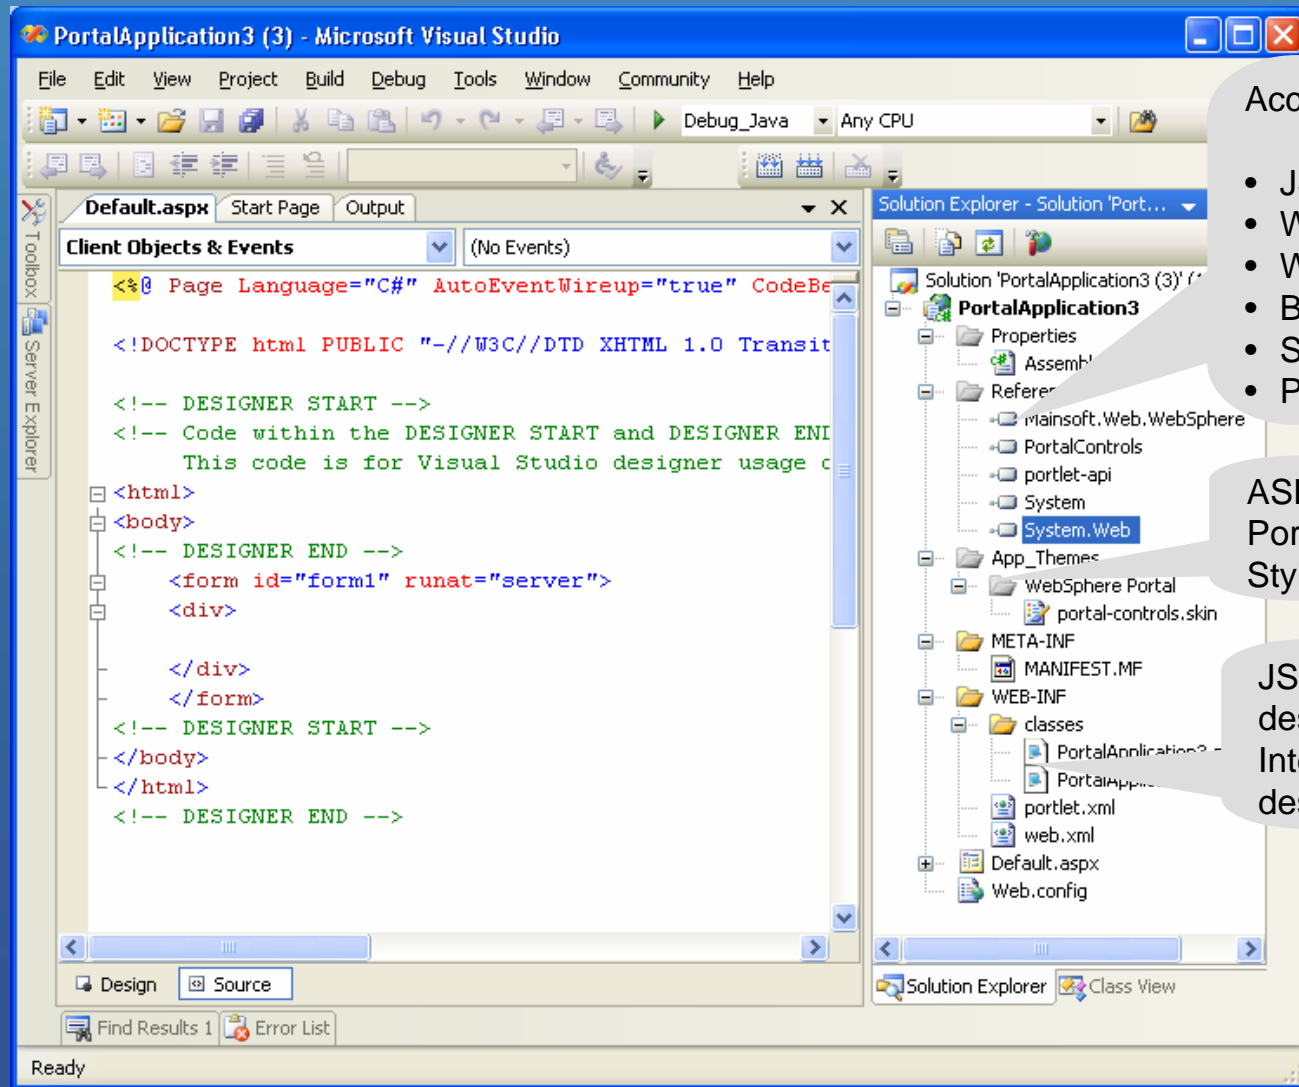 PortalApplication3 (3) - Microsoft Visual Studio
File Edit View Project Build Debug Tools Window Community Help
Debug_Java Any CPU
Toolbox
Server Explorer
Default.aspx Start Page Output
Client Objects & Events (No Events)
<%@ Page Language="C#" AutoEventWireup="true"
<!DOCTYPE html PUBLIC "-//W3C//DTD XHTML 1.0
<!-- DESIGNER START -->
<!-- Code within the DESIGNER START and DESIGNER
This code is for Visual Studio designer usage
<html>
<body>
<!-- DESIGNER END -->
<form id="form1" runat="server">
<div>
</div>
</form>
<!-- DESIGNER START -->
</body>
</html>
<!-- DESIGNER END -->
Design Source
Solution Explorer - Solution 'Port...
Solution 'PortalApplication3 (3)'
PortalApplication3
Properties
Mainsoft.Web.WebSphere
PortalControls
portlet-api
System
System.Web
App_Themes
WebSphere Portal
portal-controls.skin
META-INF
MANIFEST.MF
WEB-INF
classes
portlet.xml
web.xml
Default.aspx
Web.config
Solution Explorer Class View
Find Results 1 Error List
Ready